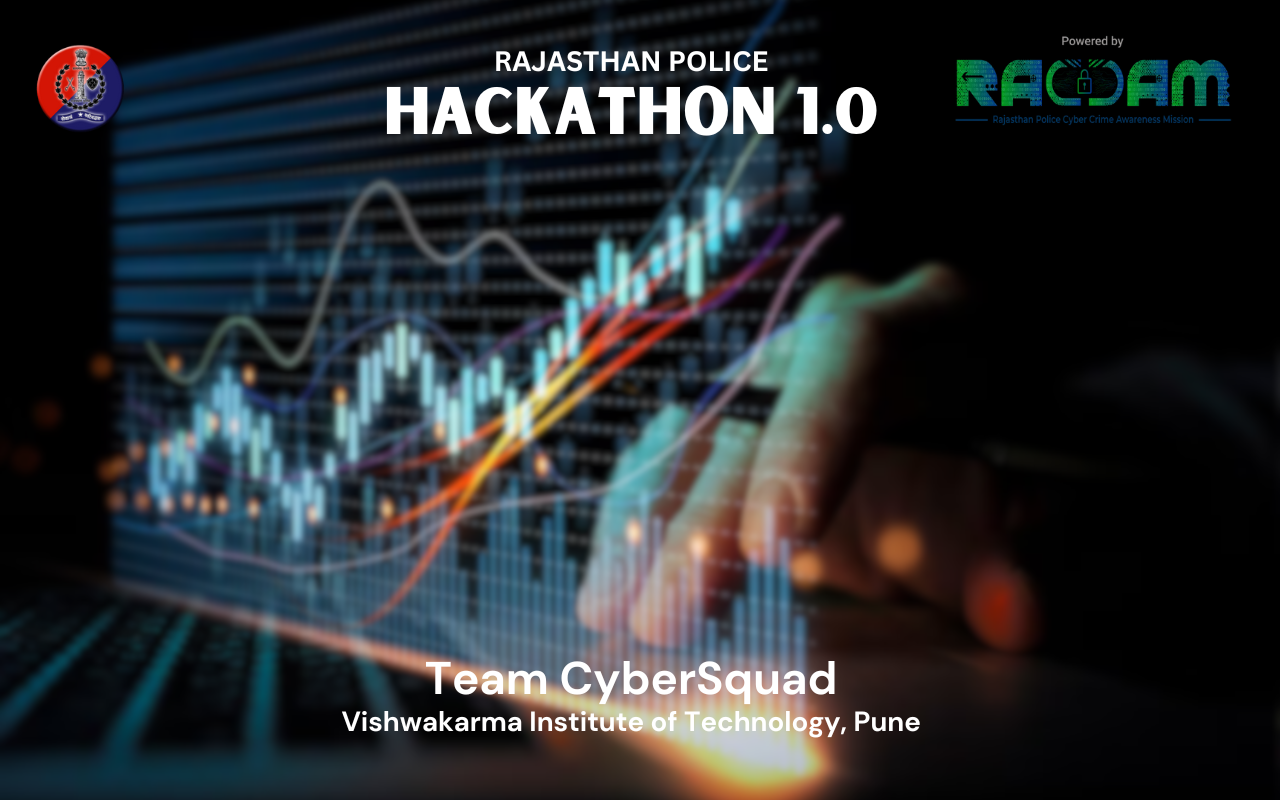 RAJASTHAN POLICE
HACKATHON 1.0
Powered by
RACCAM
Rajasthan Police Cyber Crime Awareness Mission
Team CyberSquad
Vishwakarma Institute of Technology, Pune